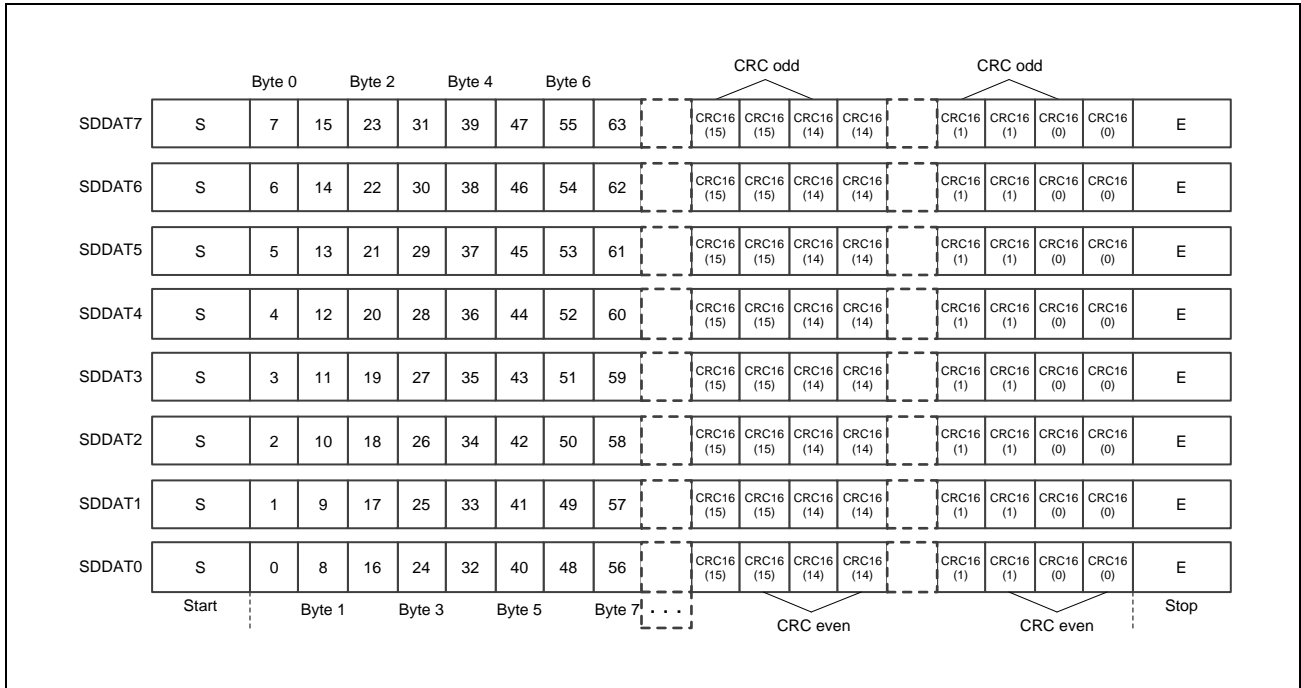 CRC odd CRC odd
Byte 0 Byte 2 Byte 4 Byte 6
SDDAT7 S 7 15 23 31 39 47 55 63 CRC16 (15) CRC16 (15) CRC16 (14) CRC16 (14) CRC16 (1) CRC16 (1) CRC16 (0) CRC16 (0) E
SDDAT6 S 6 14 22 30 38 46 54 62 CRC16 (15) CRC16 (15) CRC16 (14) CRC16 (14) CRC16 (1) CRC16 (1) CRC16 (0) CRC16 (0) E
SDDAT5 S 5 13 21 29 37 45 53 61 CRC16 (15) CRC16 (15) CRC16 (14) CRC16 (14) CRC16 (1) CRC16 (1) CRC16 (0) CRC16 (0) E
SDDAT4 S 4 12 20 28 36 44 52 60 CRC16 (15) CRC16 (15) CRC16 (14) CRC16 (14) CRC16 (1) CRC16 (1) CRC16 (0) CRC16 (0) E
SDDAT3 S 3 11 19 27 35 43 51 59 CRC16 (15) CRC16 (15) CRC16 (14) CRC16 (14) CRC16 (1) CRC16 (1) CRC16 (0) CRC16 (0) E
SDDAT2 S 2 10 18 26 34 42 50 58 CRC16 (15) CRC16 (15) CRC16 (14) CRC16 (14) CRC16 (1) CRC16 (1) CRC16 (0) CRC16 (0) E
SDDAT1 S 1 9 17 25 33 41 49 57 CRC16 (15) CRC16 (15) CRC16 (14) CRC16 (14) CRC16 (1) CRC16 (1) CRC16 (0) CRC16 (0) E
SDDAT0 S 0 8 16 24 32 40 48 56 CRC16 (15) CRC16 (15) CRC16 (14) CRC16 (14) CRC16 (1) CRC16 (1) CRC16 (0) CRC16 (0) E
Start Byte 1 Byte 3 Byte 5 Byte 7 . . . Stop
CRC even CRC even